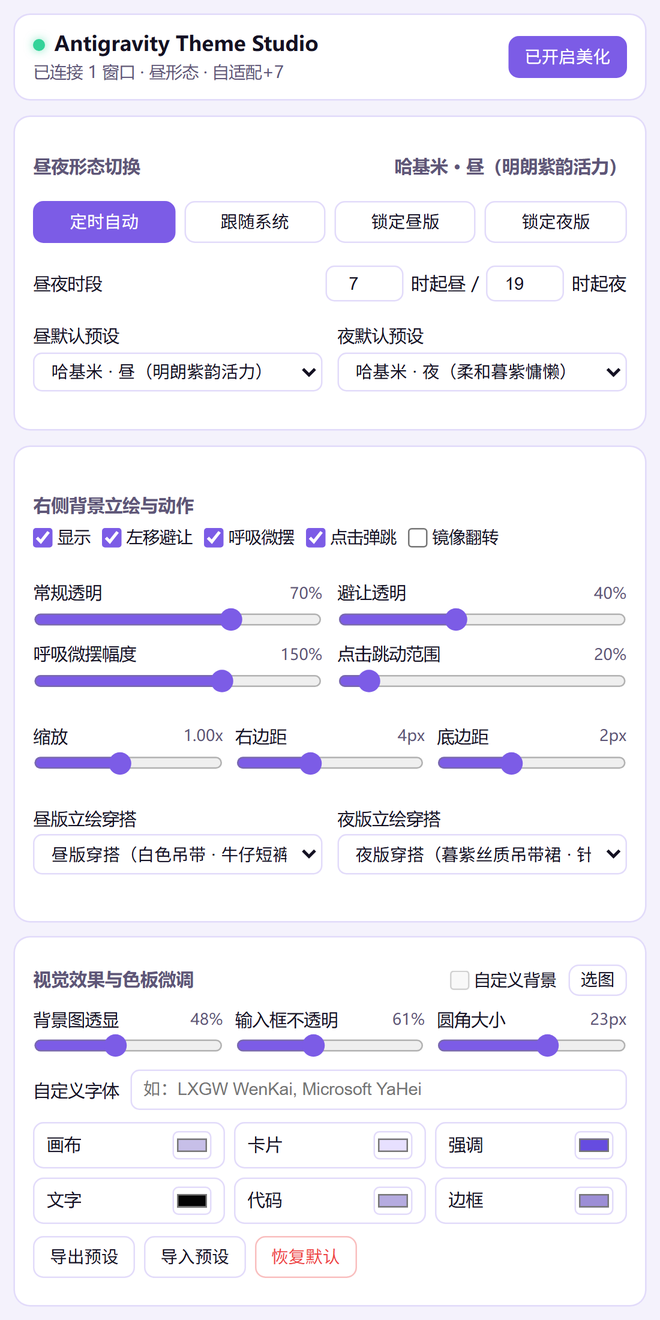 Antigravity Theme Studio
已连接 1 窗口 · 昼形态 · 自适配+7
已开启美化
昼夜形态切换
哈基米 · 昼（明朗紫韵活力）
定时自动 跟随系统 锁定昼版 锁定夜版
昼夜时段 7 时起昼 / 19 时起夜
昼默认预设 夜默认预设
哈基米 · 昼（明朗紫韵活力） 哈基米 · 夜（柔和暮紫慵懒）
右侧背景立绘与动作
显示 左移避让 呼吸微摆 点击弹跳 镜像翻转
常规透明 70% 避让透明 40%
呼吸微摆幅度 150% 点击跳动范围 20%
缩放 1.00x 右边距 4px 底边距 2px
昼版立绘穿搭 夜版立绘穿搭
昼版穿搭（白色吊带 · 牛仔短裤 夜版穿搭（暮紫丝质吊带裙 · 针
视觉效果与色板微调 自定义背景 选图
背景图透显 48% 输入框不透明 61% 圆角大小 23px
自定义字体 如：LXGW WenKai, Microsoft YaHei
画布 卡片 强调
文字 代码 边框
导出预设 导入预设 恢复默认